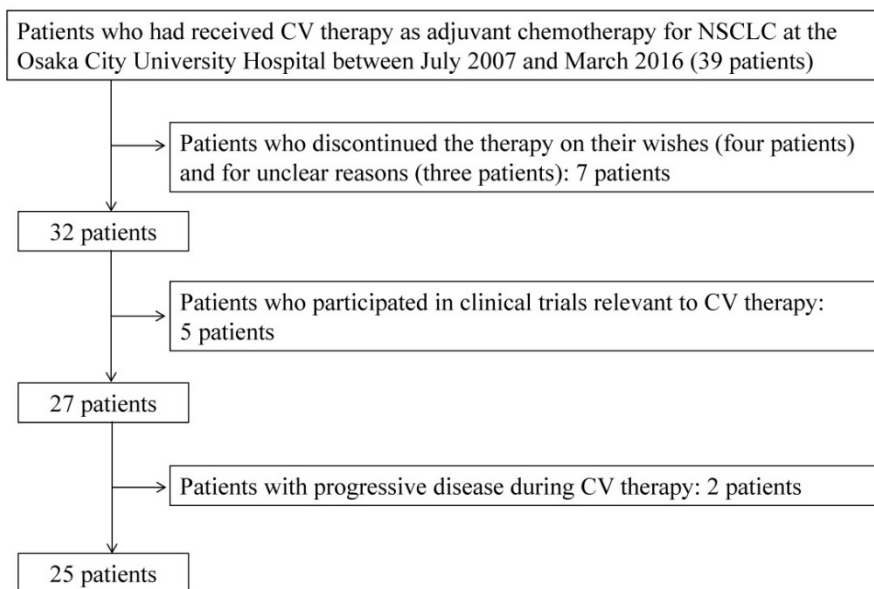 Patients who had received CV therapy as adjuvant chemotherapy for NSCLC at the
Osaka City University Hospital between July 2007 and March 2016 (39 patients)
Patients who discontinued the therapy on their wishes (four patients)
and for unclear reasons (three patients): 7 patients
32 patients
Patients who participated in clinical trials relevant to CV therapy:
5 patients
27 patients
Patients with progressive disease during CV therapy: 2 patients
25 patients